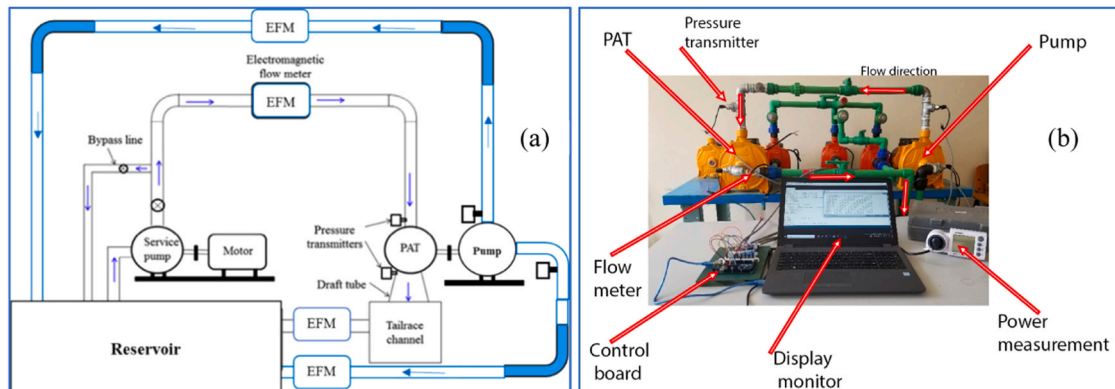 EFM
(a)
Electromagnetic
flow meter
EFM
Bypass line
Service
pump
Motor
Pressure
transmitters
PAT
Pump
Draft tube
Reservoir
EFM
Tailrace
channel
EFM
Pressure
transmitter
PAT
Pump
Flow direction
(b)
Flow
meter
Control
board
Display
monitor
Power
measurement